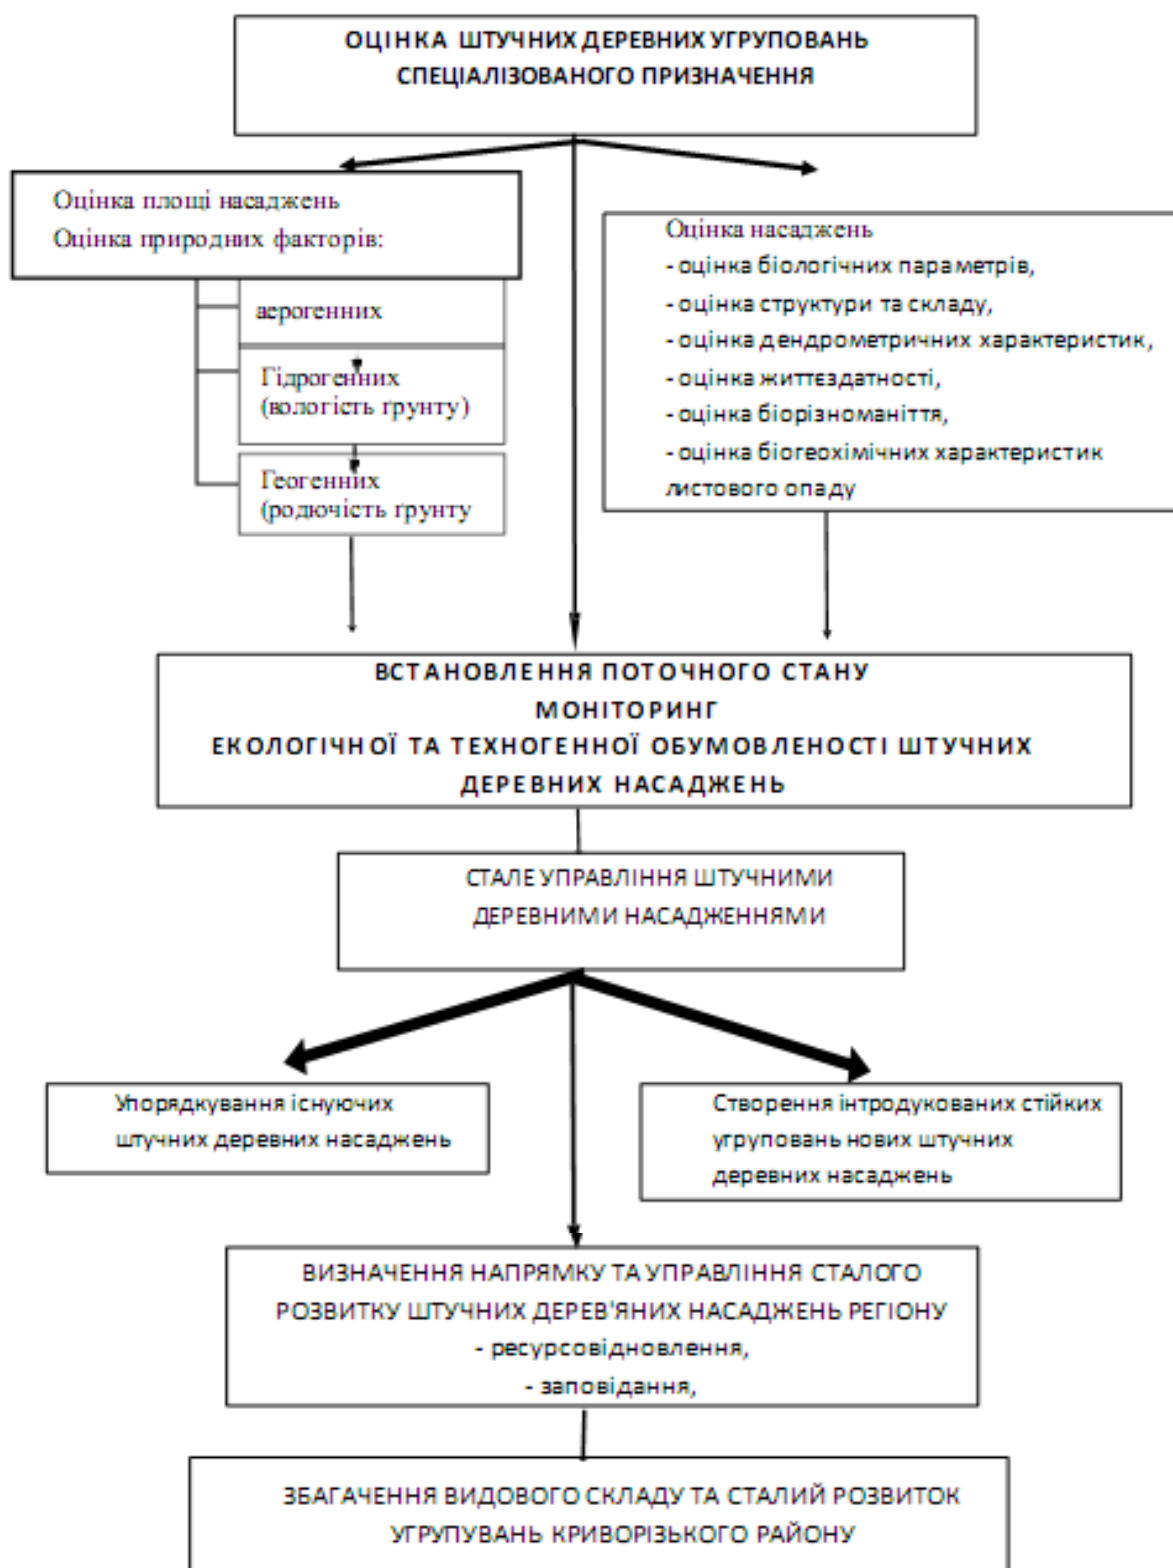 ОЦІНКА ШТУЧНИХ ДЕРЕВНИХ УГРУПОВАНЬ
СПЕЦІАЛІЗОВАНОГО ПРИЗНАЧЕННЯ
Оцінка площі насаджень
Оцінка природних факторів:
аерогенних
Гідрогенних
(вологість ґрунту)
Геогенних
(родючість ґрунту
Оцінка насаджень
- оцінка біологічних параметрів,
- оцінка структури та складу,
- оцінка дендрометричних характеристик,
- оцінка життєздатності,
- оцінка біорізноманіття,
- оцінка біогеохімічних характеристик
листового опаду
ВСТАНОВЛЕННЯ ПОТОЧНОГО СТАНУ
МОНІТОРИНГ
ЕКОЛОГІЧНОЇ ТА ТЕХНОГЕННОЇ ОБУМОВЛЕНОСТІ ШТУЧНИХ
ДЕРЕВНИХ НАСАДЖЕНЬ
СТАЛЕ УПРАВЛІННЯ ШТУЧНИМИ
ДЕРЕВНИМИ НАСАДЖЕННЯМИ
Упорядкування існуючих
штучних деревних насаджень
Створення інтродукованих стійких
угруповань нових штучних
деревних насаджень
ВИЗНАЧЕННЯ НАПРЯМКУ ТА УПРАВЛІННЯ СТАЛОГО
РОЗВИТКУ ШТУЧНИХ ДЕРЕВ'ЯНИХ НАСАДЖЕНЬ РЕГІОНУ
- ресурсовідновлення,
- заповідання,
ЗБАГАЧЕННЯ ВИДОВОГО СКЛАДУ ТА СТАЛИЙ РОЗВИТОК
УГРУПУВАНЬ КРИВОРІЗЬКОГО РАЙОНУ